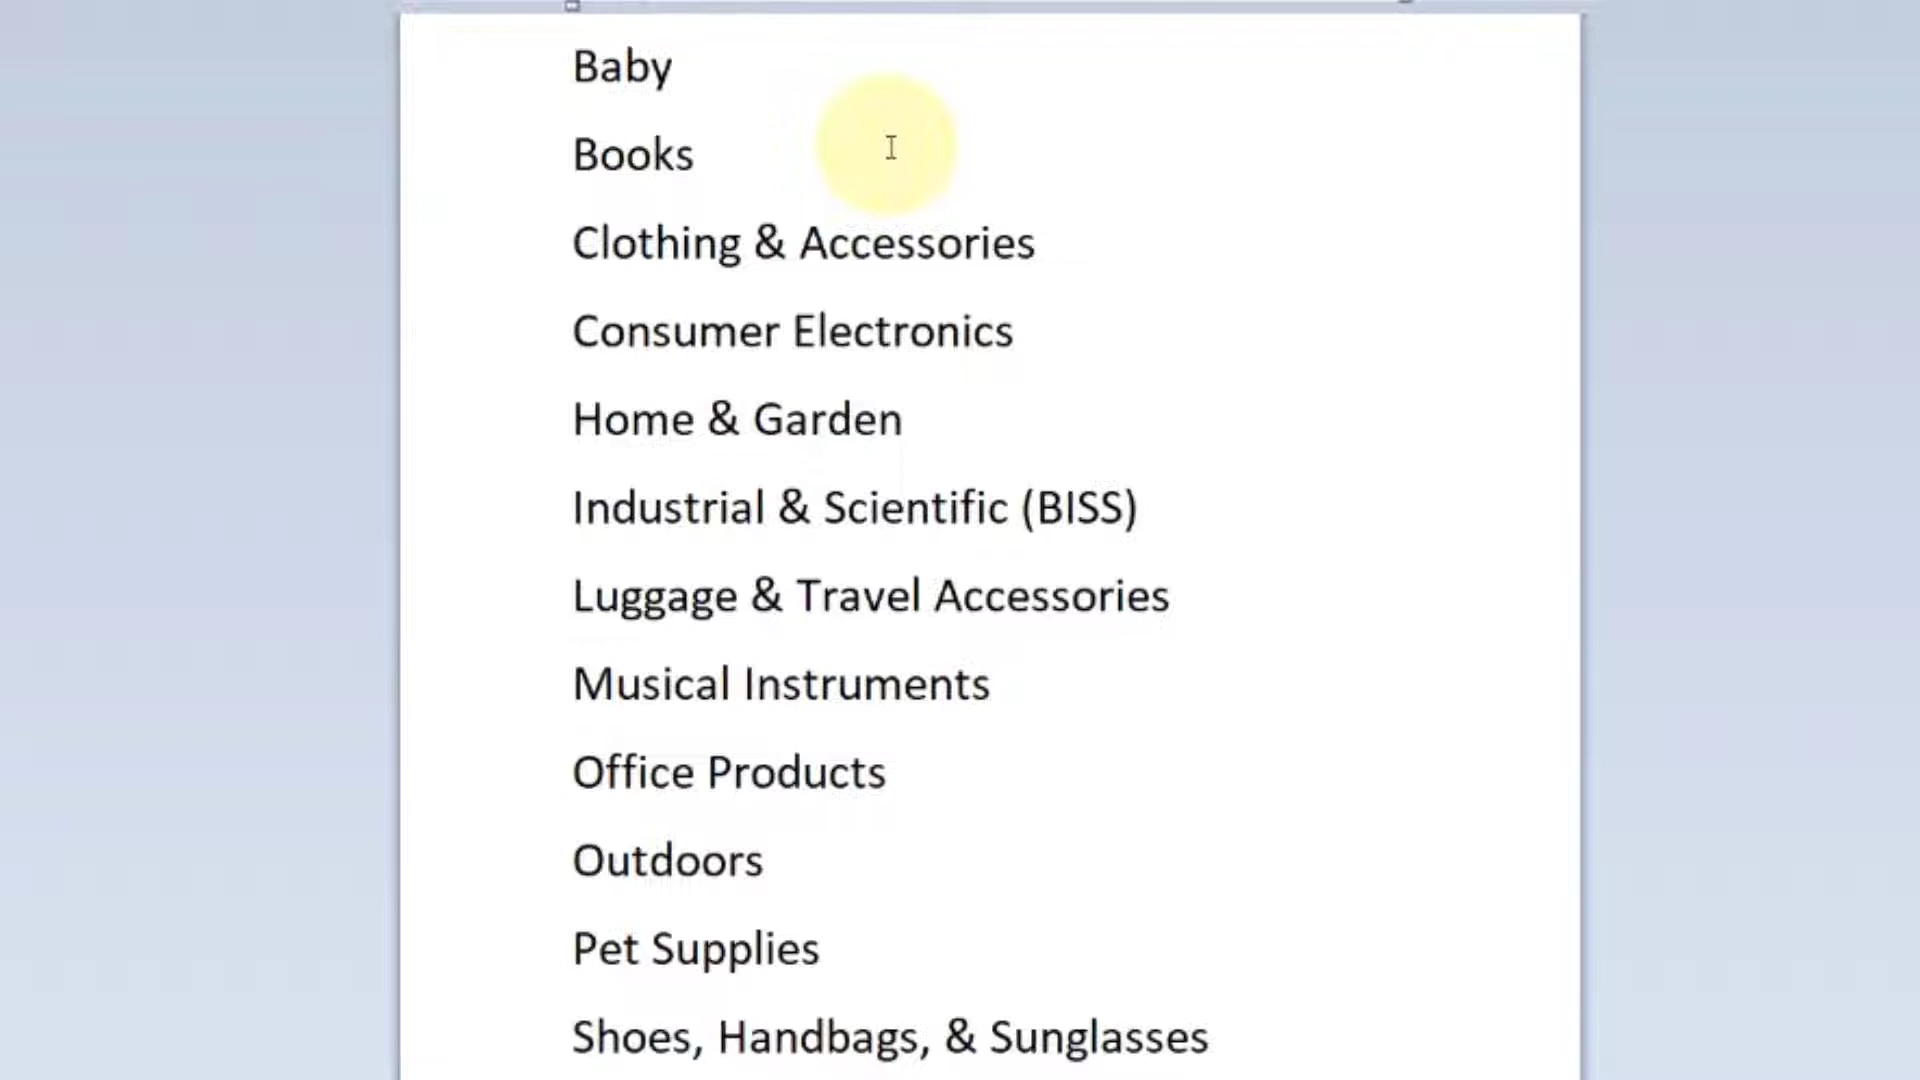 Baby
Books
Clothing & Accessories
Consumer Electronics
Home & Garden
Industrial & Scientific (BISS)
Luggage & Travel Accessories
Musical Instruments
Office Products
Outdoors
Pet Supplies
Shoes, Handbags, & Sunglasses